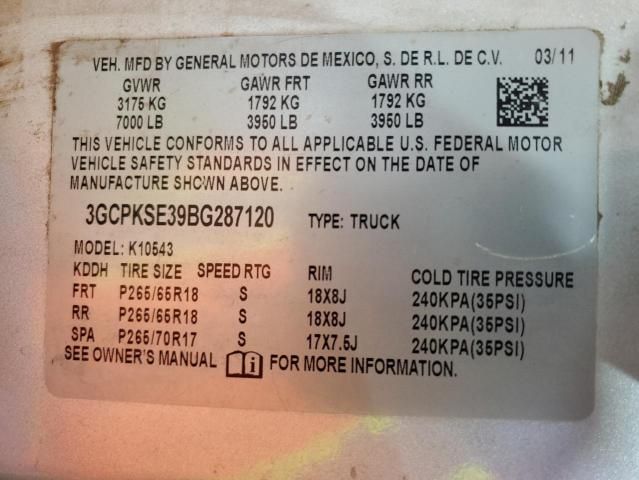 VEH. MFD BY GENERAL MOTORS DE MEXICO, S. DE R.L. DE C.V. 03/11
GVWR GAWR FRT GAWR RR
3175 KG 1792 KG 1792 KG
7000 LB 3950 LB 3950 LB
THIS VEHICLE CONFORMS TO ALL APPLICABLE U.S. FEDERAL MOTOR
VEHICLE SAFETY STANDARDS IN EFFECT ON THE DATE OF
MANUFACTURE SHOWN ABOVE.
3GCPKSE39BG287120 TYPE: TRUCK
MODEL: K10543
KDDH TIRE SIZE SPEED RTG RIM COLD TIRE PRESSURE
FRT P265/65R18 S 18X8J 240KPA(35PSI)
RR P265/65R18 S 18X8J 240KPA(35PSI)
SPA P265/70R17 S 17X7.5J 240KPA(35PSI)
SEE OWNER'S MANUAL FOR MORE INFORMATION.